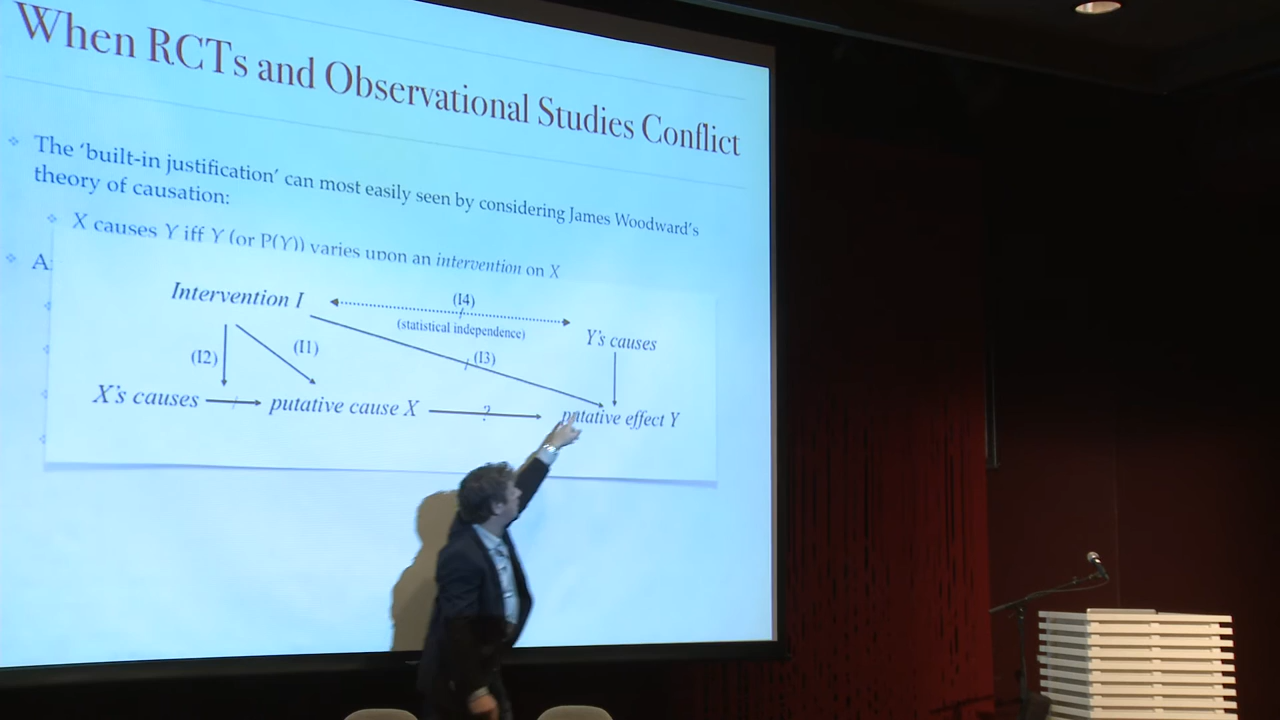 When RCTs and Observational Studies Conflict
The ‘built-in justification’ can most easily seen by considering James Woodward’s
theory of causation:
X causes Y iff Y (or P(Y)) varies upon an intervention on X
A
Intervention I
(I4)
(statistical independence)
Y’s causes
(I2)
(I1)
(I3)
X’s causes
putative cause X
?
putative effect Y